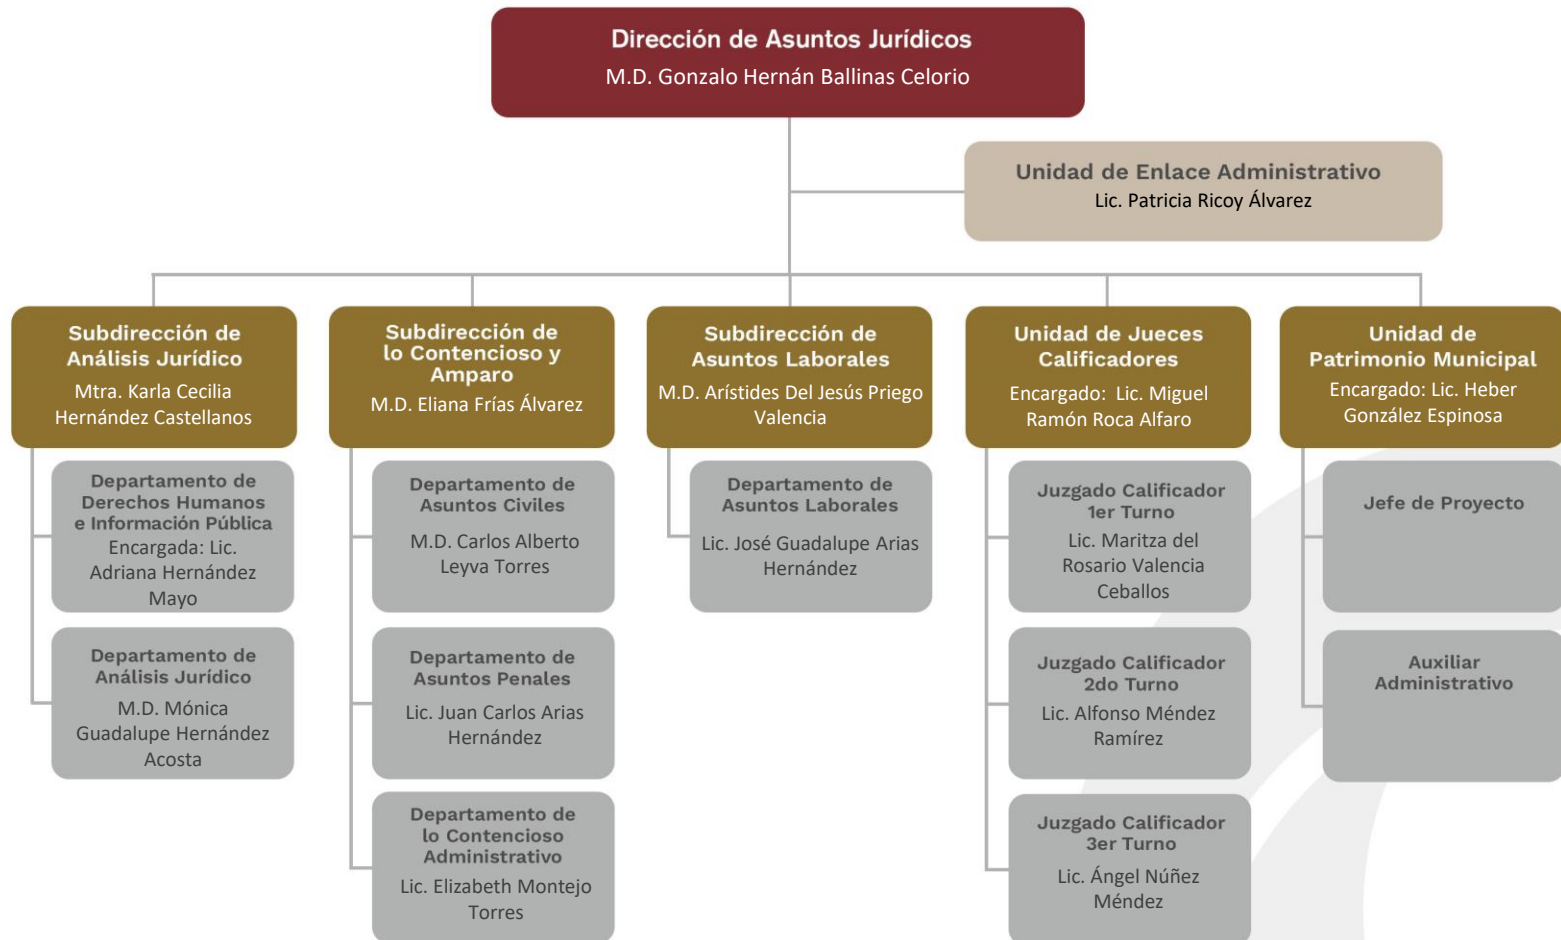 Dirección de Asuntos Jurídicos
M.D. Gonzalo Hernán Ballinas Celorio
Unidad de Enlace Administrativo
Lic. Patricia Ricoy Álvarez
Subdirección de
Análisis Jurídico
Mtra. Karla Cecilia
Hernández Castellanos
Subdirección de
lo Contencioso y
Amparo
M.D. Eliana Frías Álvarez
Subdirección de
Asuntos Laborales
M.D. Arístides Del Jesús Priego
Valencia
Unidad de Jueces
Calificadores
Encargado:  Lic. Miguel
Ramón Roca Alfaro
Unidad de
Patrimonio Municipal
Encargado: Lic. Heber
González Espinosa
Departamento de
Derechos Humanos
e Información Pública
Encargada: Lic.
Adriana Hernández
Mayo
Departamento de
Análisis Jurídico
M.D. Mónica
Guadalupe Hernández
Acosta
Departamento de
Asuntos Civiles
M.D. Carlos Alberto
Leyva Torres
Departamento de
Asuntos Penales
Lic. Juan Carlos Arias
Hernández
Departamento de
lo Contencioso
Administrativo
Lic. Elizabeth Montejo
Torres
Departamento de
Asuntos Laborales
Lic. José Guadalupe Arias
Hernández
Juzgado Calificador
1er Turno
Lic. Maritza del
Rosario Valencia
Ceballos
Juzgado Calificador
2do Turno
Lic. Alfonso Méndez
Ramírez
Juzgado Calificador
3er Turno
Lic. Ángel Núñez
Méndez
Jefe de Proyecto
Auxiliar
Administrativo